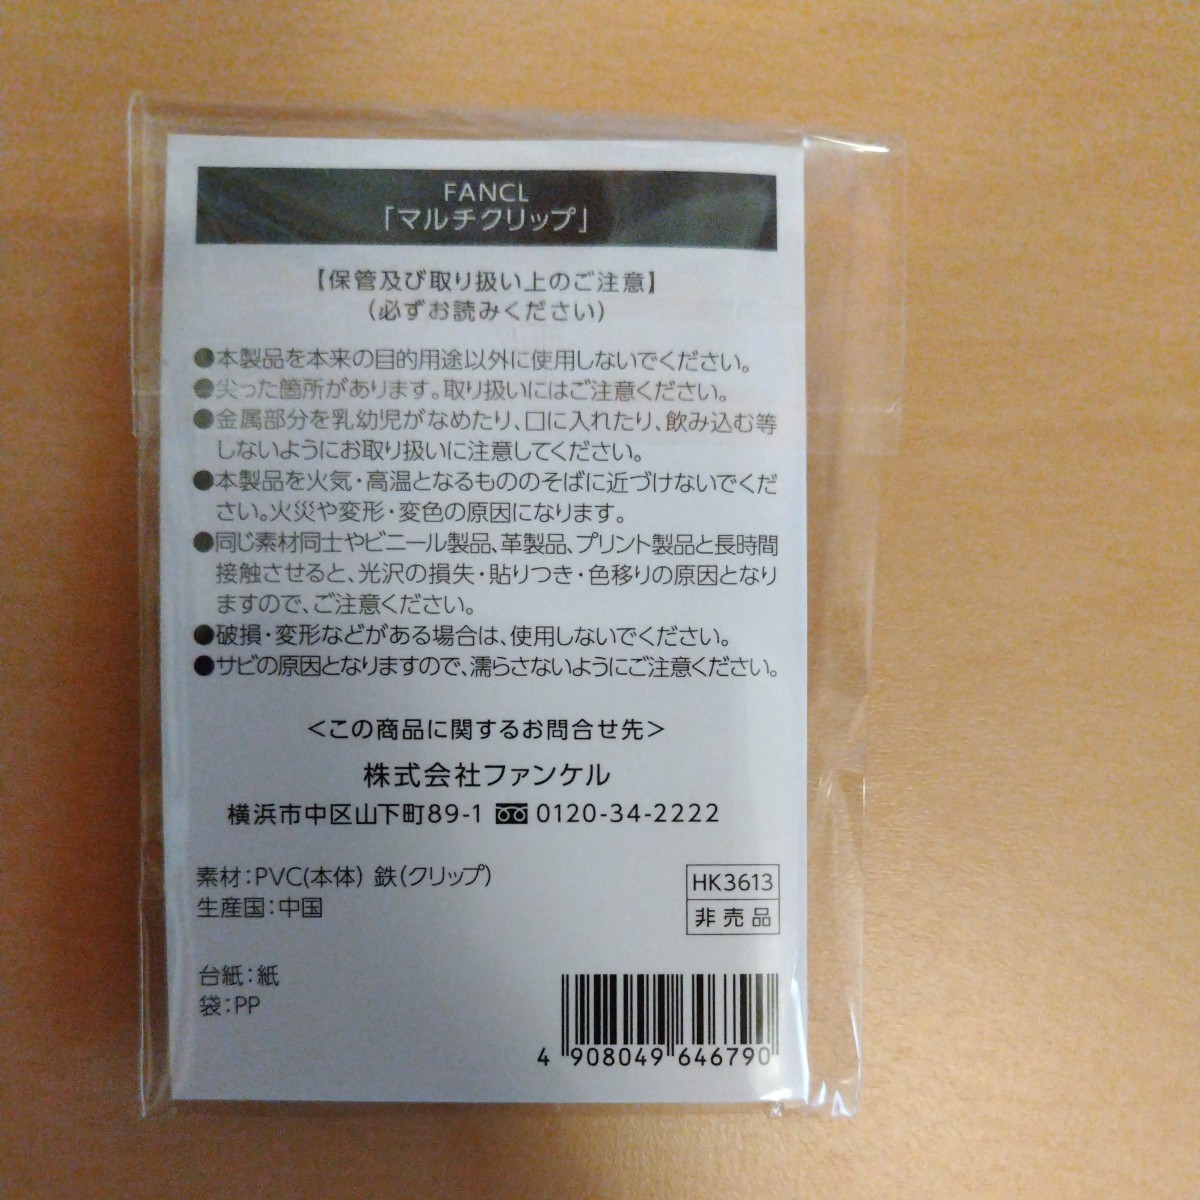 FANCL
「マルチクリップ」
【保管及び取り扱い上のご注意】
(必ずお読みください)
●本製品を本来の目的用途以外に使用しないでください。
●尖った箇所があります。取り扱いにはご注意ください。
●金属部分を乳幼児がなめたり、口に入れたり、飲み込む等
しないようにお取り扱いに注意してください。
●本製品を火気・高温となるもののそばに近づけないでくだ
さい。火災や変形・変色の原因になります。
●同じ素材同士やビニール製品、革製品、プリント製品と長時間
接触させると、光沢の損失・貼りつき・色移りの原因となり
ますので、ご注意ください。
●破損・変形などがある場合は、使用しないでください。
●サビの原因となりますので、濡らさないようにご注意ください。
<この商品に関するお問合せ先>
株式会社ファンケル
横浜市中区山下町89-1 0120-34-2222
素材:PVC(本体) 鉄(クリップ)
生産国:中国
HK3613
非売品
台紙:紙
袋:PP
4 908049 646790